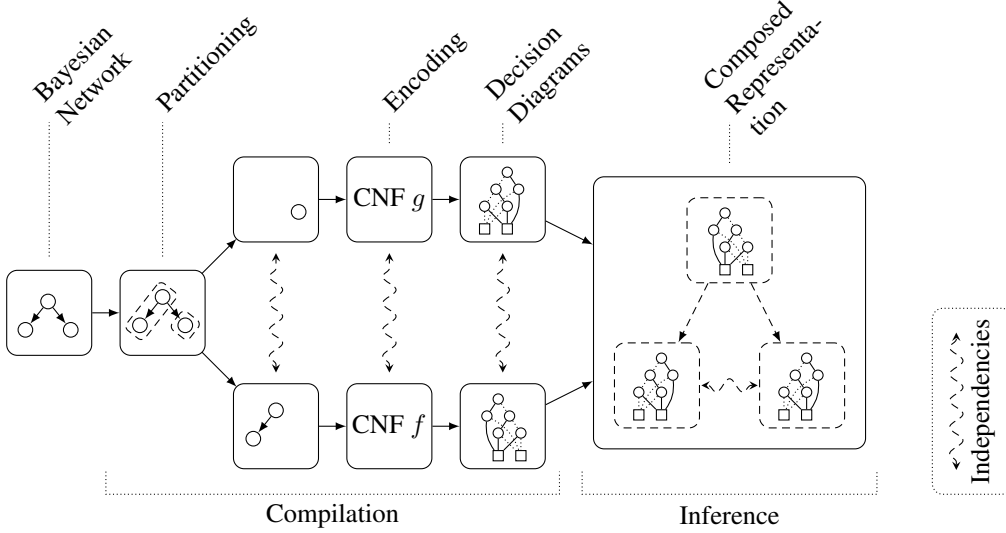 Bayesian
Network
Partitioning
Encoding
Decision
Diagrams
Composed
Representa-
tion
CNF g
CNF f
Independencies
Compilation
Inference